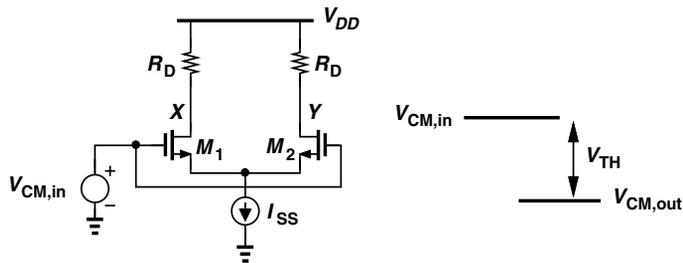 V_DD
R_D
R_D
X
Y
V_CM,in
M_1
M_2
V_TH
V_CM,in
+
−
V_CM,out
I_SS